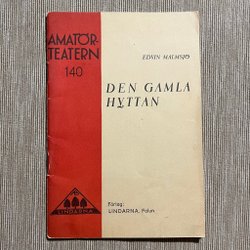 AMATÖR-
TEATERN
140
EDVIN MALMSJÖ
DEN GAMLA
HYTTAN
LINDARNA
Förlag:
LINDARNA, Falun.